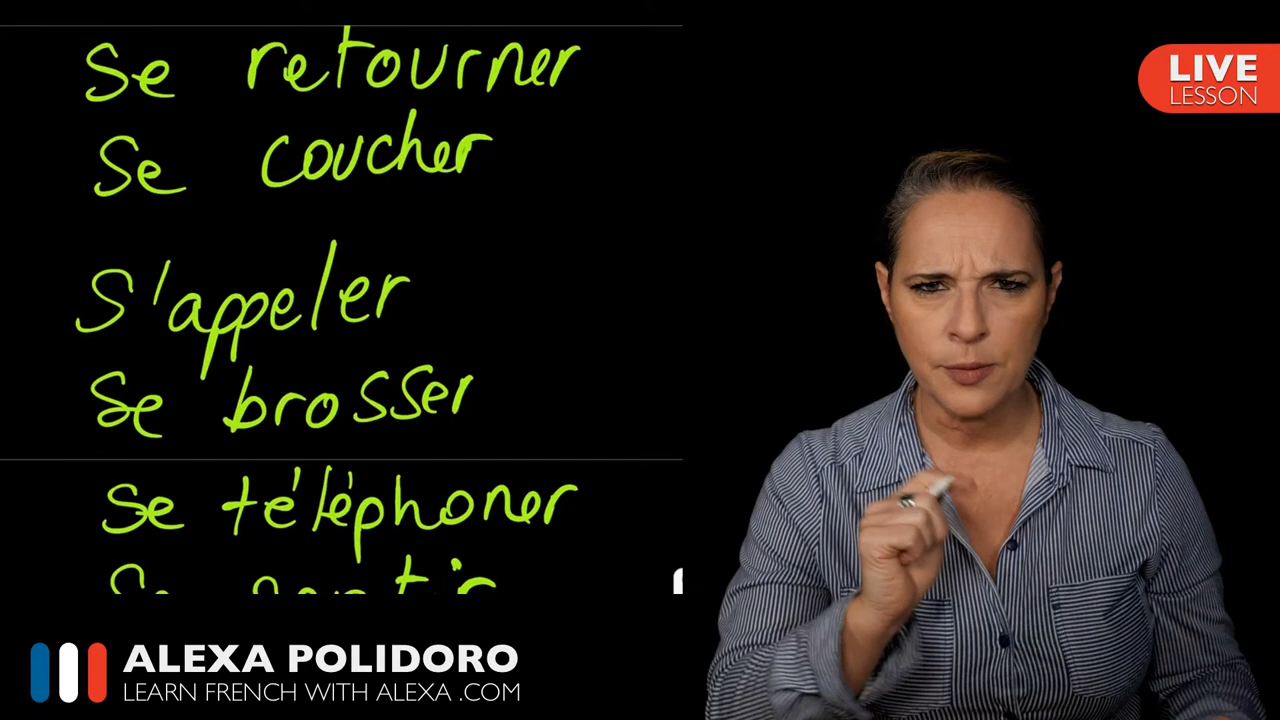 Se retourner
Se coucher
S'appeler
Se brosser
Se téléphoner
LIVE
LESSON
ALEXA POLIDORO
LEARN FRENCH WITH ALEXA .COM